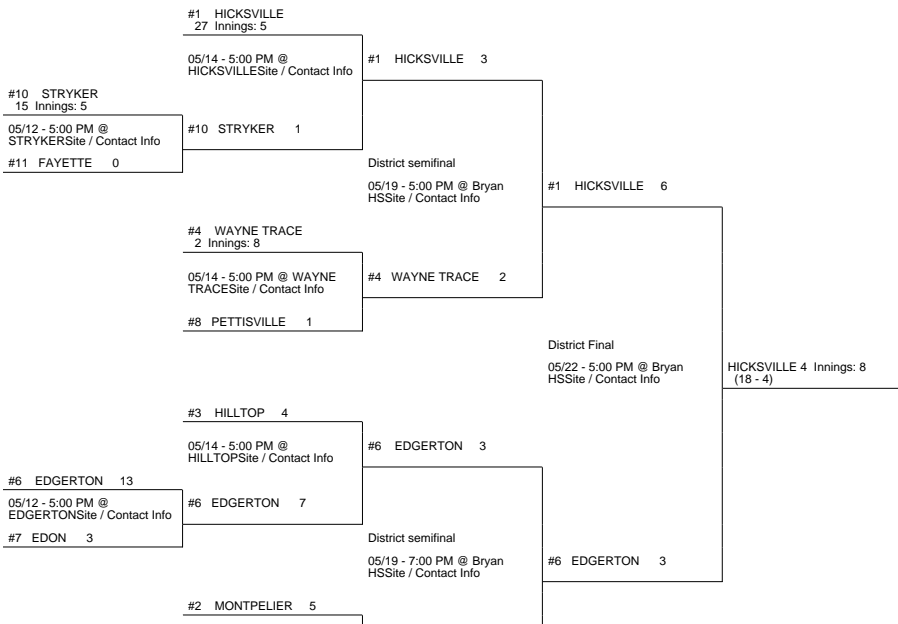 #1 HICKSVILLE
27 Innings: 5
05/14 - 5:00 PM @
HICKSVILLESite / Contact Info
#1 HICKSVILLE 3
#10 STRYKER
15 Innings: 5
05/12 - 5:00 PM @
STRYKERSite / Contact Info
#10 STRYKER 1
#11 FAYETTE 0
District semifinal
05/19 - 5:00 PM @ Bryan
HSSite / Contact Info
#1 HICKSVILLE 6
#4 WAYNE TRACE
2 Innings: 8
05/14 - 5:00 PM @ WAYNE
TRACESite / Contact Info
#4 WAYNE TRACE 2
#8 PETTISVILLE 1
District Final
05/22 - 5:00 PM @ Bryan
HSSite / Contact Info
HICKSVILLE 4 Innings: 8
(18 - 4)
#3 HILLTOP 4
05/14 - 5:00 PM @
HILLTOPSite / Contact Info
#6 EDGERTON 3
#6 EDGERTON 13
05/12 - 5:00 PM @
EDGERTONSite / Contact Info
#6 EDGERTON 7
#7 EDON 3
District semifinal
05/19 - 7:00 PM @ Bryan
HSSite / Contact Info
#6 EDGERTON 3
#2 MONTPELIER 5